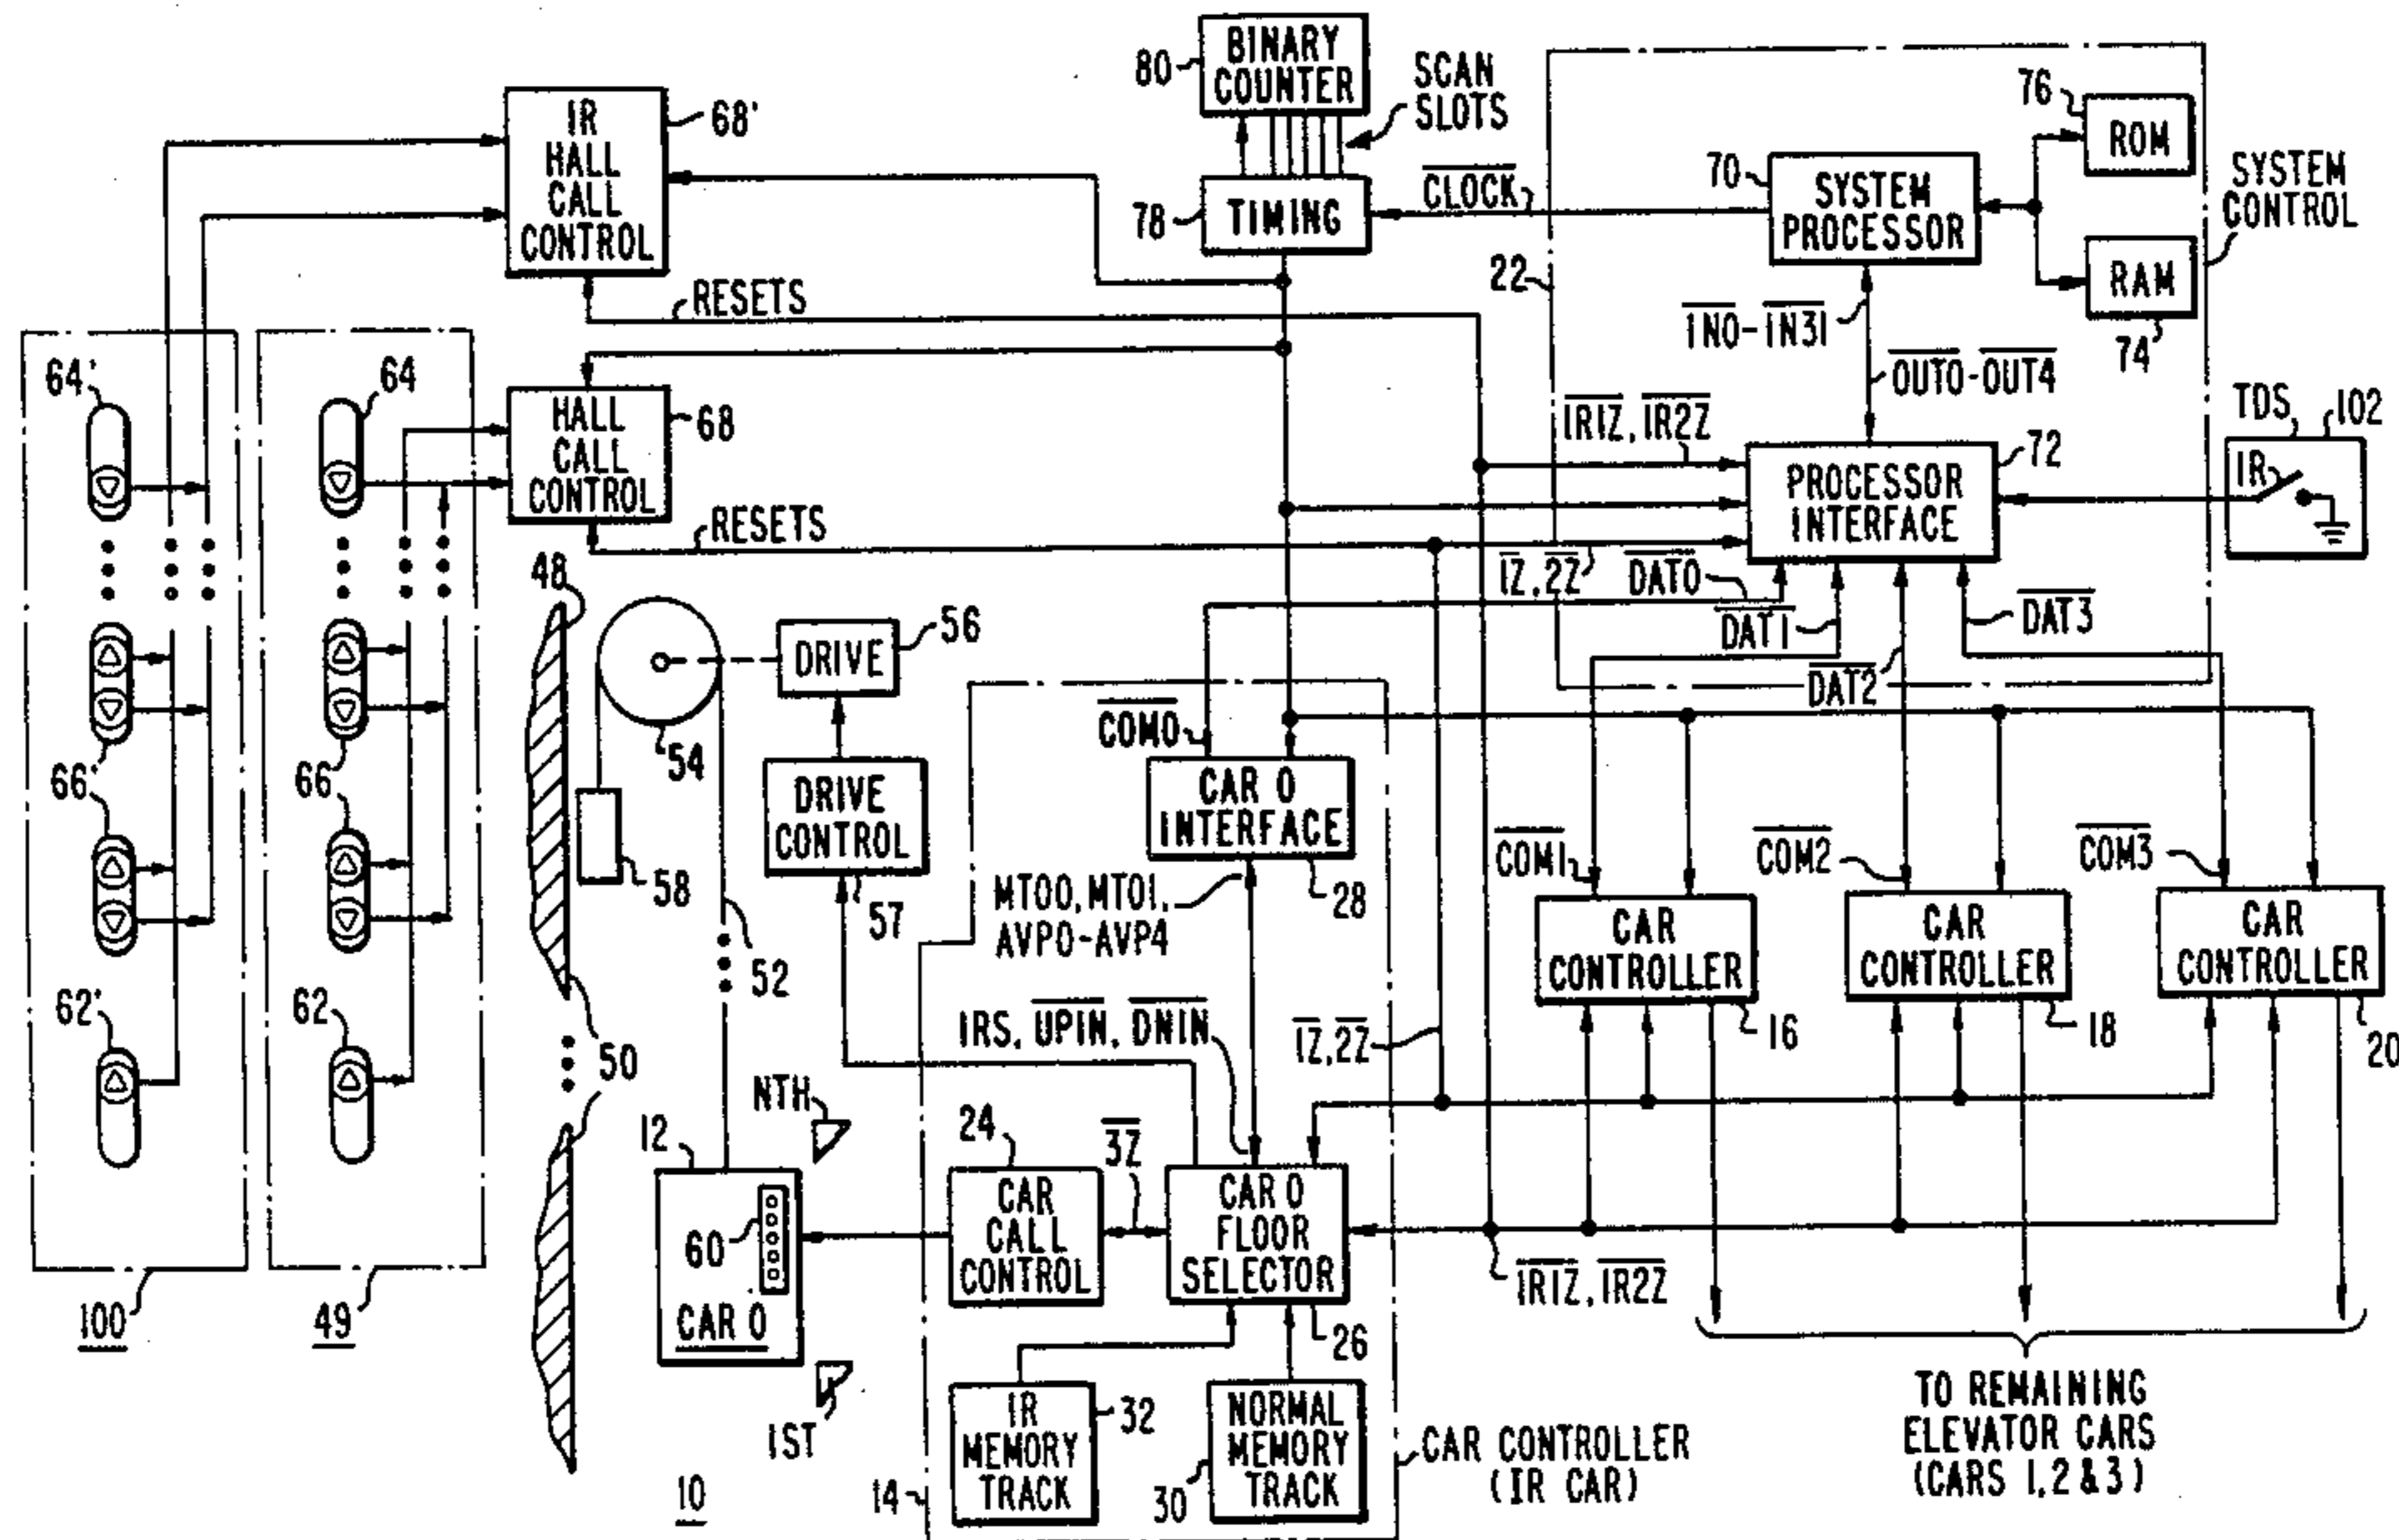 80
BINARY
COUNTER
SCAN
SLOTS
IR
HALL
CALL
CONTROL
68'
78
TIMING
CLOCK
70
SYSTEM
PROCESSOR
76
ROM
RAM
74
SYSTEM
CONTROL
22
RESETS
IN0-IN31
OUT0-OUT4
64'
64
HALL
CALL
CONTROL
68
RESETS
IR1Z, IR2Z
PROCESSOR
INTERFACE
72
TDS
102
IR
1Z, 2Z
DAT0
DAT1
DAT2
DAT3
48
54
DRIVE
56
DRIVE
CONTROL
57
58
52
50
66'
66
62'
62
100
49
COM0
CAR 0
INTERFACE
28
MT00, MT01,
AVP0-AVP4
IRS, UPIN, DNIN
1Z, 2Z
COM1
COM2
COM3
CAR
CONTROLLER
16
CAR
CONTROLLER
18
CAR
CONTROLLER
20
NTH
12
60
CAR 0
1ST
10
24
CAR
CALL
CONTROL
3Z
CAR 0
FLOOR
SELECTOR
26
IR1Z, IR2Z
IR
MEMORY
TRACK
32
NORMAL
MEMORY
TRACK
30
14
CAR CONTROLLER
(IR CAR)
TO REMAINING
ELEVATOR CARS
(CARS 1,2&3)